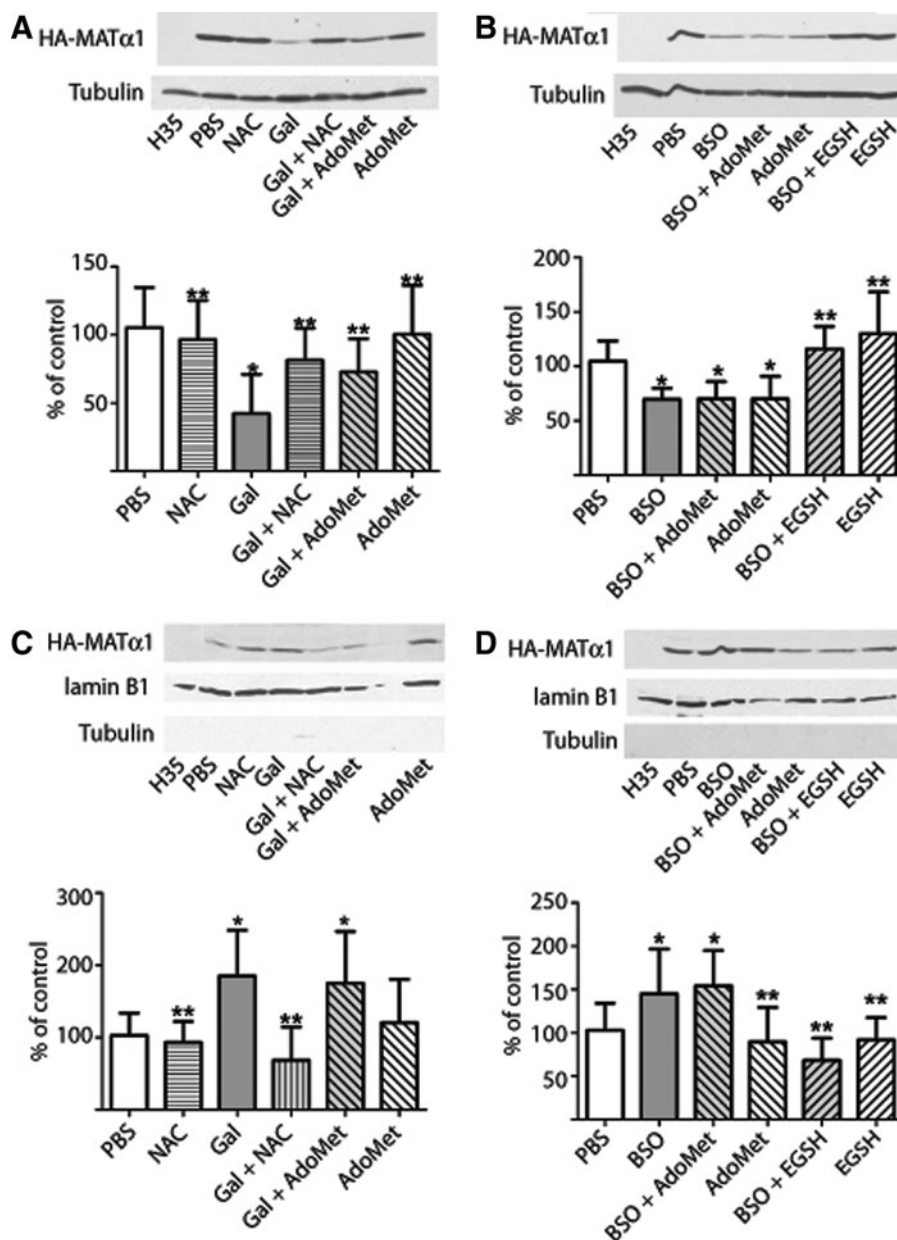 A
HA-MATα1
Tubulin
H35 PBS NAC Gal Gal + NAC Gal + AdoMet AdoMet
150
100
50
% of control
** * ** ** **
PBS NAC Gal Gal + NAC Gal + AdoMet AdoMet
B
HA-MATα1
Tubulin
H35 PBS BSO BSO + AdoMet AdoMet BSO + EGSH EGSH
200
150
100
50
% of control
* * * ** **
PBS BSO BSO + AdoMet AdoMet BSO + EGSH EGSH
C
HA-MATα1
lamin B1
Tubulin
H35 PBS NAC Gal Gal + NAC Gal + AdoMet AdoMet
300
200
100
% of control
** * ** *
PBS NAC Gal Gal + NAC Gal + AdoMet AdoMet
D
HA-MATα1
lamin B1
Tubulin
H35 PBS BSO BSO + AdoMet AdoMet BSO + EGSH EGSH
250
200
150
100
50
% of control
* * ** ** **
PBS BSO BSO + AdoMet AdoMet BSO + EGSH EGSH